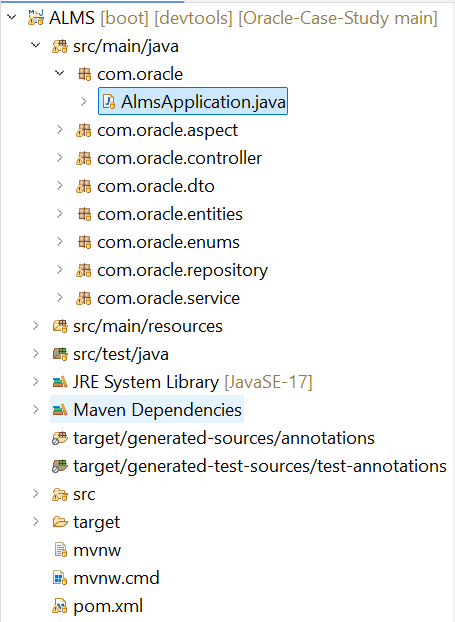 ALMS [boot] [devtools] [Oracle-Case-Study main]
src/main/java
com.oracle
AlmsApplication.java
com.oracle.aspect
com.oracle.controller
com.oracle.dto
com.oracle.entities
com.oracle.enums
com.oracle.repository
com.oracle.service
src/main/resources
src/test/java
JRE System Library [JavaSE-17]
Maven Dependencies
target/generated-sources/annotations
target/generated-test-sources/test-annotations
src
target
mvnw
mvnw.cmd
pom.xml